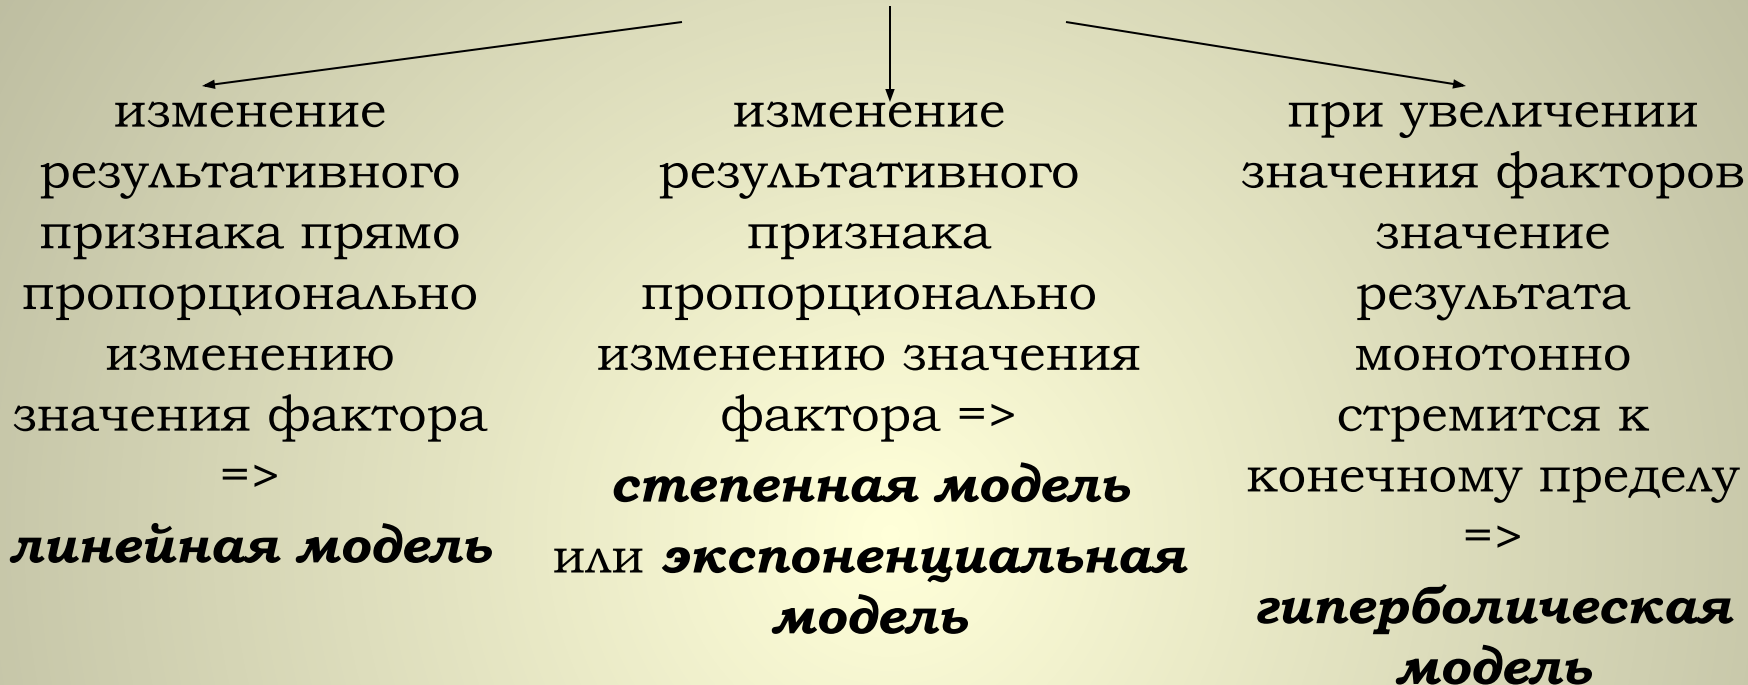 изменение
результативного
признака прямо
пропорционально
изменению
значения фактора
=>
линейная модель
изменение
результативного
признака
пропорционально
изменению значения
фактора =>
степенная модель
или экспоненциальная
модель
при увеличении
значения факторов
значение
результата
монотонно
стремится к
конечному пределу
=>
гиперболическая
модель